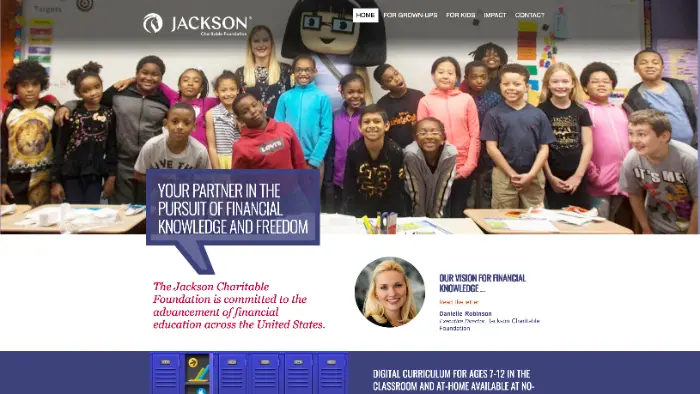 JACKSON®
Charitable Foundation
HOME FOR GROWN-UPS FOR KIDS IMPACT CONTACT
Targets
LEVI'S
YOUR PARTNER IN THE
PURSUIT OF FINANCIAL
KNOWLEDGE AND FREEDOM
The Jackson Charitable
Foundation is committed to the
advancement of financial
education across the United States.
OUR VISION FOR FINANCIAL
KNOWLEDGE ...
Read the letter
Danielle Robinson
Executive Director, Jackson Charitable
Foundation
DIGITAL CURRICULUM FOR AGES 7-12 IN THE
CLASSROOM AND AT-HOME AVAILABLE AT NO-